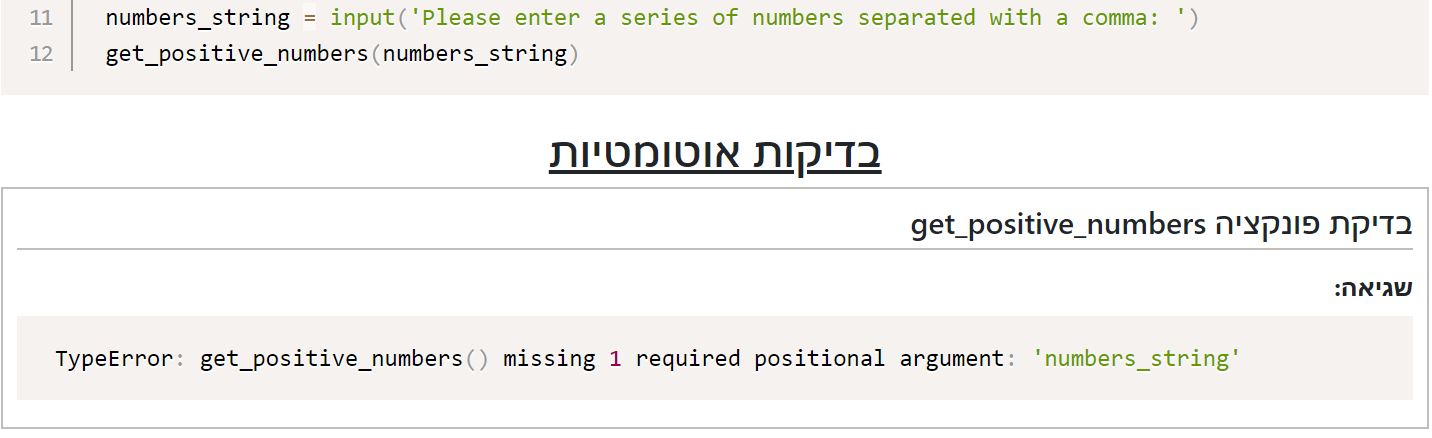 11 numbers_string = input('Please enter a series of numbers separated with a comma: ')
12 get_positive_numbers(numbers_string)
בדיקות אוטומטיות
בדיקת פונקציה get_positive_numbers
שגיאה:
TypeError: get_positive_numbers() missing 1 required positional argument: 'numbers_string'